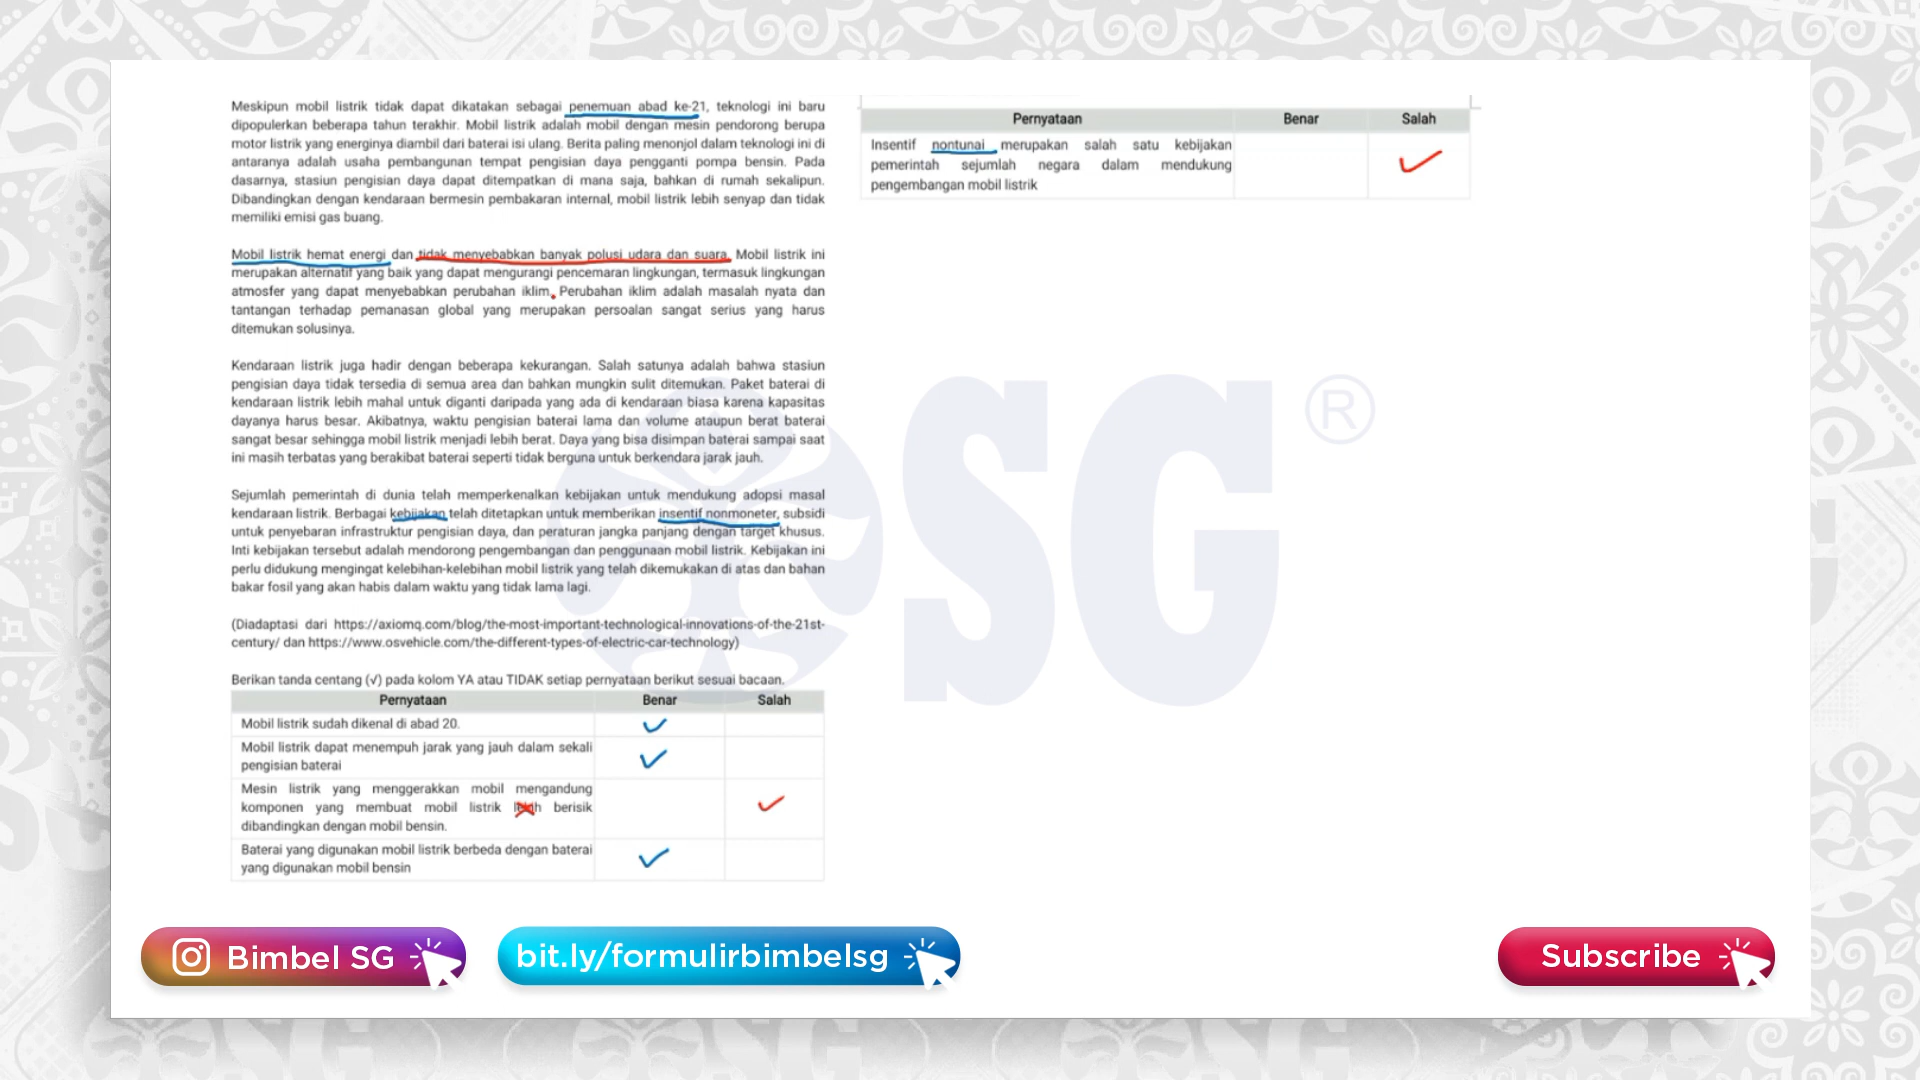 Meskipun mobil listrik tidak dapat dikatakan sebagai penemuan abad ke-21, teknologi ini baru
dipopulerkan beberapa tahun terakhir. Mobil listrik adalah mobil dengan mesin pendorong berupa
motor listrik yang energinya diambil dari baterai isi ulang. Berita paling menonjol dalam teknologi ini di
antaranya adalah usaha pembangunan tempat pengisian daya pengganti pompa bensin. Pada
dasarnya, stasiun pengisian daya dapat ditempatkan di mana saja, bahkan di rumah sekalipun.
Dibandingkan dengan kendaraan bermesin pembakaran internal, mobil listrik lebih senyap dan tidak
memiliki emisi gas buang.
Mobil listrik hemat energi dan tidak menyebabkan banyak polusi udara dan suara. Mobil listrik ini
merupakan alternatif yang baik yang dapat mengurangi pencemaran lingkungan, termasuk lingkungan
atmosfer yang dapat menyebabkan perubahan iklim. Perubahan iklim adalah masalah nyata dan
tantangan terhadap pemanasan global yang merupakan persoalan sangat serius yang harus
ditemukan solusinya.
Kendaraan listrik juga hadir dengan beberapa kekurangan. Salah satunya adalah bahwa stasiun
pengisian daya tidak tersedia di semua area dan bahkan mungkin sulit ditemukan. Paket baterai di
kendaraan listrik lebih mahal untuk diganti daripada yang ada di kendaraan biasa karena kapasitas
dayanya harus besar. Akibatnya, waktu pengisian baterai lama dan volume ataupun berat baterai
sangat besar sehingga mobil listrik menjadi lebih berat. Daya yang bisa disimpan baterai sampai saat
ini masih terbatas yang berakibat baterai seperti tidak berguna untuk berkendara jarak jauh.
Sejumlah pemerintah di dunia telah memperkenalkan kebijakan untuk mendukung adopsi masal
kendaraan listrik. Berbagai kebijakan telah ditetapkan untuk memberikan insentif nonmoneter, subsidi
untuk penyebaran infrastruktur pengisian daya, dan peraturan jangka panjang dengan target khusus.
Inti kebijakan tersebut adalah mendorong pengembangan dan penggunaan mobil listrik. Kebijakan ini
perlu didukung mengingat kelebihan-kelebihan mobil listrik yang telah dikemukakan di atas dan bahan
bakar fosil yang akan habis dalam waktu yang tidak lama lagi.
(Diadaptasi dari https://axiomq.com/blog/the-most-important-technological-innovations-of-the-21st-
century/ dan https://www.osvehicle.com/the-different-types-of-electric-car-technology)
Berikan tanda centang (√) pada kolom YA atau TIDAK setiap pernyataan berikut sesuai bacaan.
Pernyataan Benar Salah
Mobil listrik sudah dikenal di abad 20. ✓
Mobil listrik dapat menempuh jarak yang jauh dalam sekali ✓
pengisian baterai
Mesin listrik yang menggerakkan mobil mengandung
komponen yang membuat mobil listrik lebih berisik ✓
dibandingkan dengan mobil bensin.
Baterai yang digunakan mobil listrik berbeda dengan baterai ✓
yang digunakan mobil bensin
Pernyataan Benar Salah
Insentif nontunai merupakan salah satu kebijakan
pemerintah sejumlah negara dalam mendukung ✓
pengembangan mobil listrik
SG ®
Bimbel SG
bit.ly/formulirbimbelsg
Subscribe